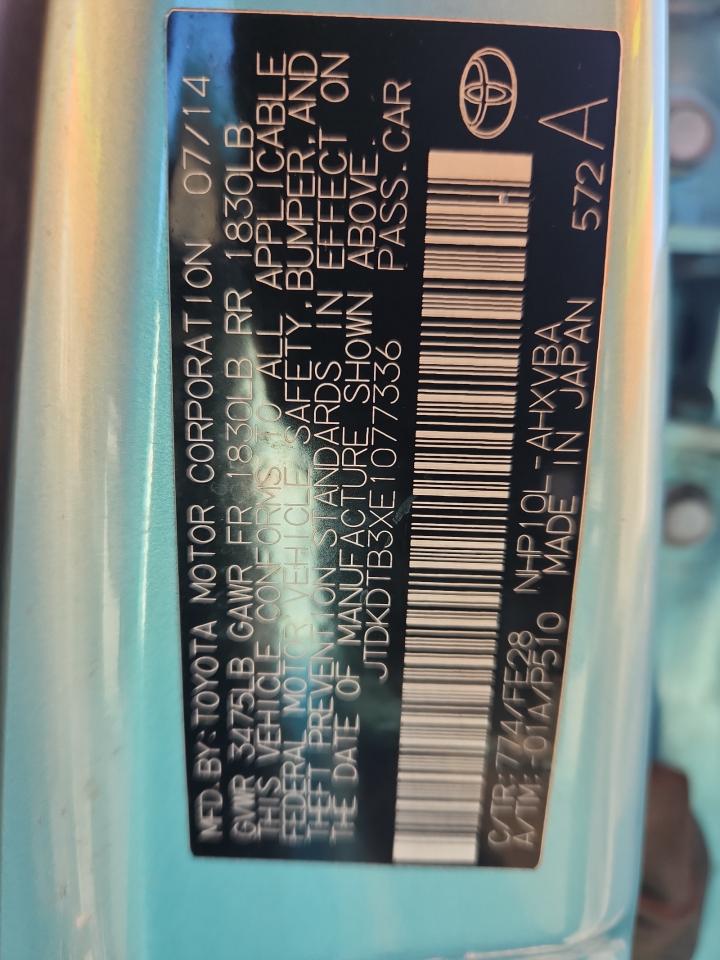 MFD.BY:TOYOTA MOTOR CORPORATION 07/14
GVWR 3475LB GAWR FR 1830LB RR 1830LB
THIS VEHICLE CONFORMS TO ALL APPLICABLE
FEDERAL MOTOR VEHICLE SAFETY, BUMPER, AND
THEFT PREVENTION STANDARDS IN EFFECT ON
THE DATE OF MANUFACTURE SHOWN ABOVE.
JTDKDTB3XE1077336 PASS.CAR
C/TR:774/FE28 NHP10L-AHXVBA 572 A
A/TM:-01A/P510 MADE IN JAPAN